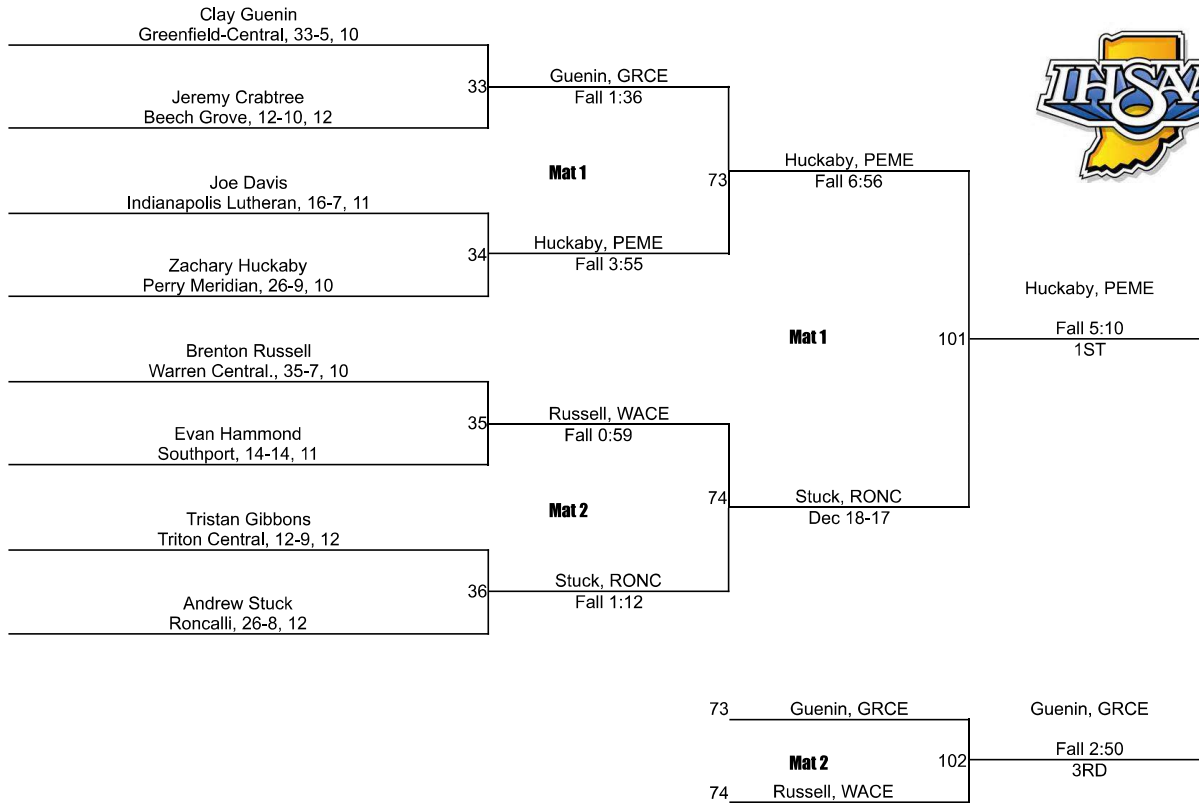 Clay Guenin
Greenfield-Central, 33-5, 10
33
Guenin, GRCE
Fall 1:36
Jeremy Crabtree
Beech Grove, 12-10, 12
Mat 1
73
Huckaby, PEME
Fall 6:56
Joe Davis
Indianapolis Lutheran, 16-7, 11
34
Huckaby, PEME
Fall 3:55
Zachary Huckaby
Perry Meridian, 26-9, 10
Mat 1
101
Huckaby, PEME
Fall 5:10
1ST
Brenton Russell
Warren Central., 35-7, 10
35
Russell, WACE
Fall 0:59
Evan Hammond
Southport, 14-14, 11
Mat 2
74
Stuck, RONC
Dec 18-17
Tristan Gibbons
Triton Central, 12-9, 12
36
Stuck, RONC
Fall 1:12
Andrew Stuck
Roncalli, 26-8, 12
73
Guenin, GRCE
Mat 2
102
Guenin, GRCE
Fall 2:50
3RD
74
Russell, WACE
IHSAA